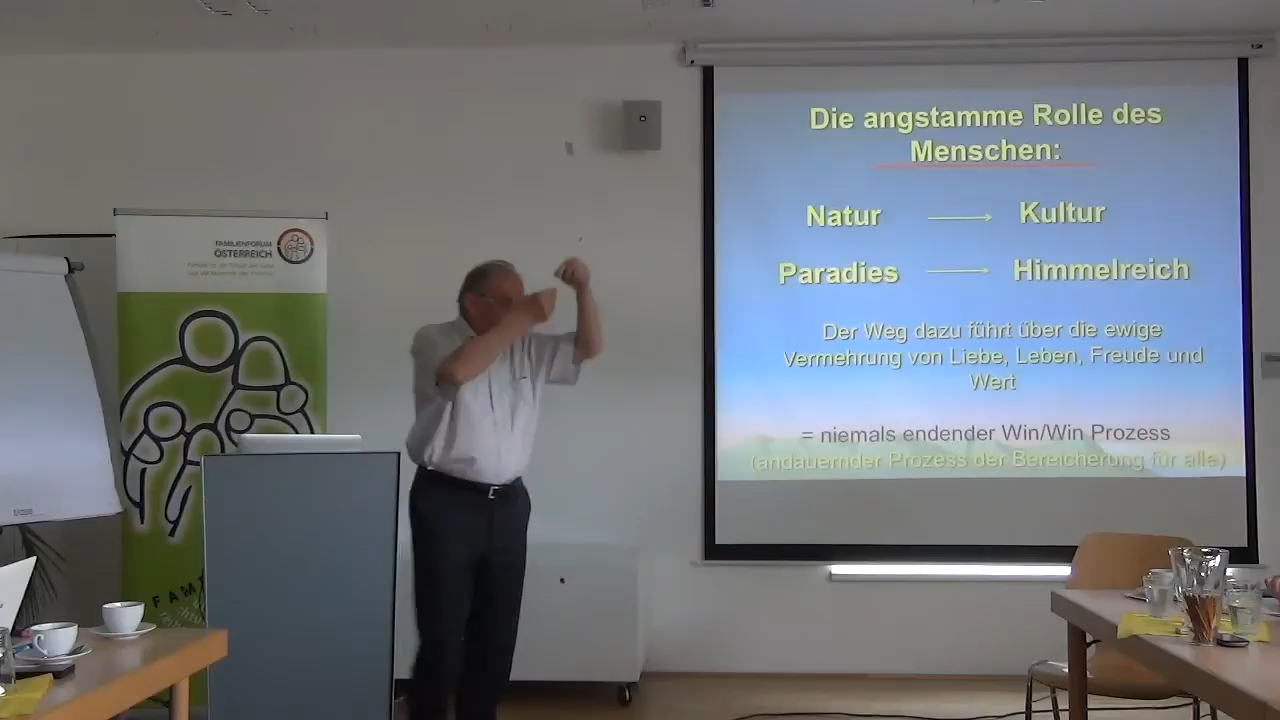 Die angstamme Rolle des
Menschen:
Natur → Kultur
Paradies → Himmelreich
Der Weg dazu führt über die ewige
Vermehrung von Liebe, Leben, Freude und
Wert
= niemals endender Win/Win Prozess
(andauernder Prozess der Bereicherung für alle)
FAMILIENFORUM
ÖSTERREICH
FAM